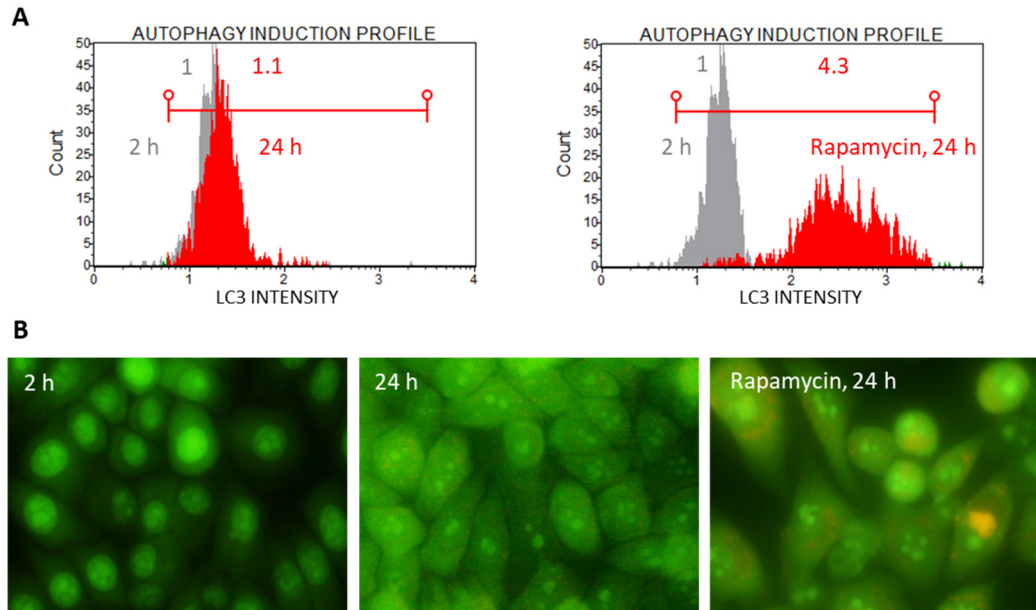 A
AUTOPHAGY INDUCTION PROFILE
50
45
40
35
30
25
20
15
10
5
0
Count
1
1.1
2 h
24 h
0
1
2
3
4
LC3 INTENSITY
AUTOPHAGY INDUCTION PROFILE
50
45
40
35
30
25
20
15
10
5
0
Count
1
4.3
2 h
Rapamycin, 24 h
0
1
2
3
4
LC3 INTENSITY
B
2 h
24 h
Rapamycin, 24 h